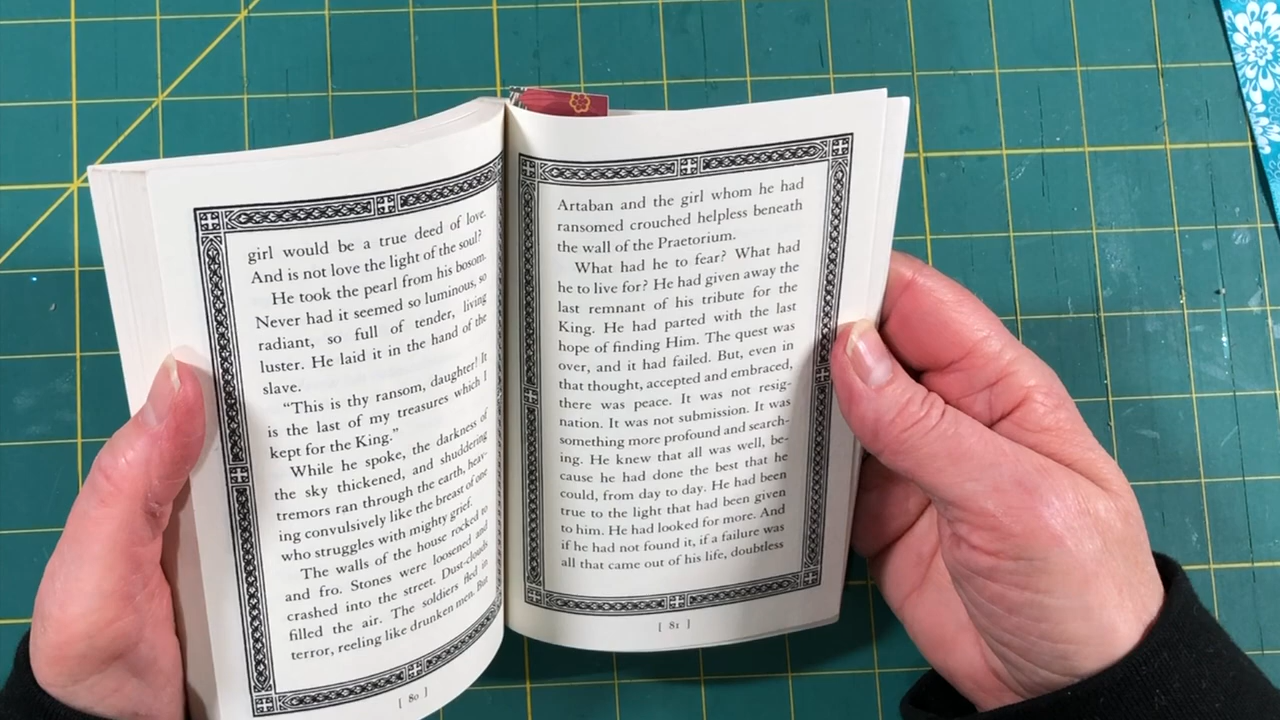 girl would be a true deed of love.
And is not love the light of the soul?
He took the pearl from his bosom.
Never had it seemed so luminous, so
radiant, so full of tender, living
luster. He laid it in the hand of the
slave.
“This is thy ransom, daughter! It
is the last of my treasures which I
kept for the King.”
While he spoke, the darkness of
the sky thickened, and shuddering
tremors ran through the earth, heav-
ing convulsively like the breast of one
who struggles with mighty grief.
The walls of the house rocked to
and fro. Stones were loosened and
crashed into the street. Dust-clouds
filled the air. The soldiers fled in
terror, reeling like drunken men. But
[ 80 ]
Artaban and the girl whom he had
ransomed crouched helpless beneath
the wall of the Praetorium.
What had he to fear? What had
he to live for? He had given away the
last remnant of his tribute for the
King. He had parted with the last
hope of finding Him. The quest was
over, and it had failed. But, even in
that thought, accepted and embraced,
there was peace. It was not resig-
nation. It was not submission. It was
something more profound and search-
ing. He knew that all was well, be-
cause he had done the best that he
could, from day to day. He had been
true to the light that had been given
to him. He had looked for more. And
if he had not found it, if a failure was
all that came out of his life, doubtless
[ 81 ]